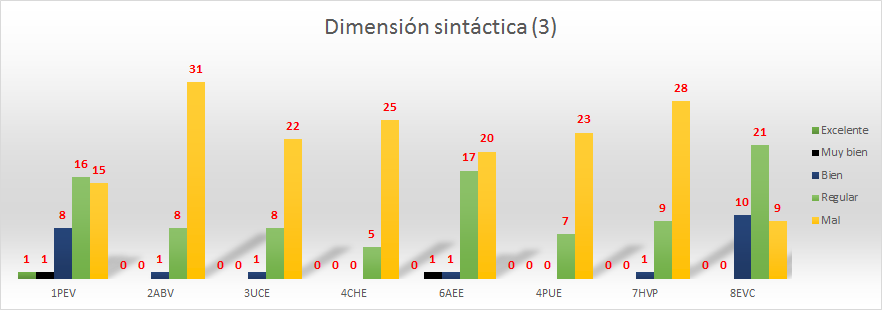 Dimensión sintáctica (3)
31
28
25
22
23
21
20
16
15
17
8
8
8
5
7
9
10
9
1 1
0 0 1
0 0 1
0 0 0
0 1 1
0 0 0
0 0 1
0 0
Excelente
Muy bien
Bien
Regular
Mal
1PEV 2ABV 3UCE 4CHE 6AEE 4PUE 7HVP 8EVC